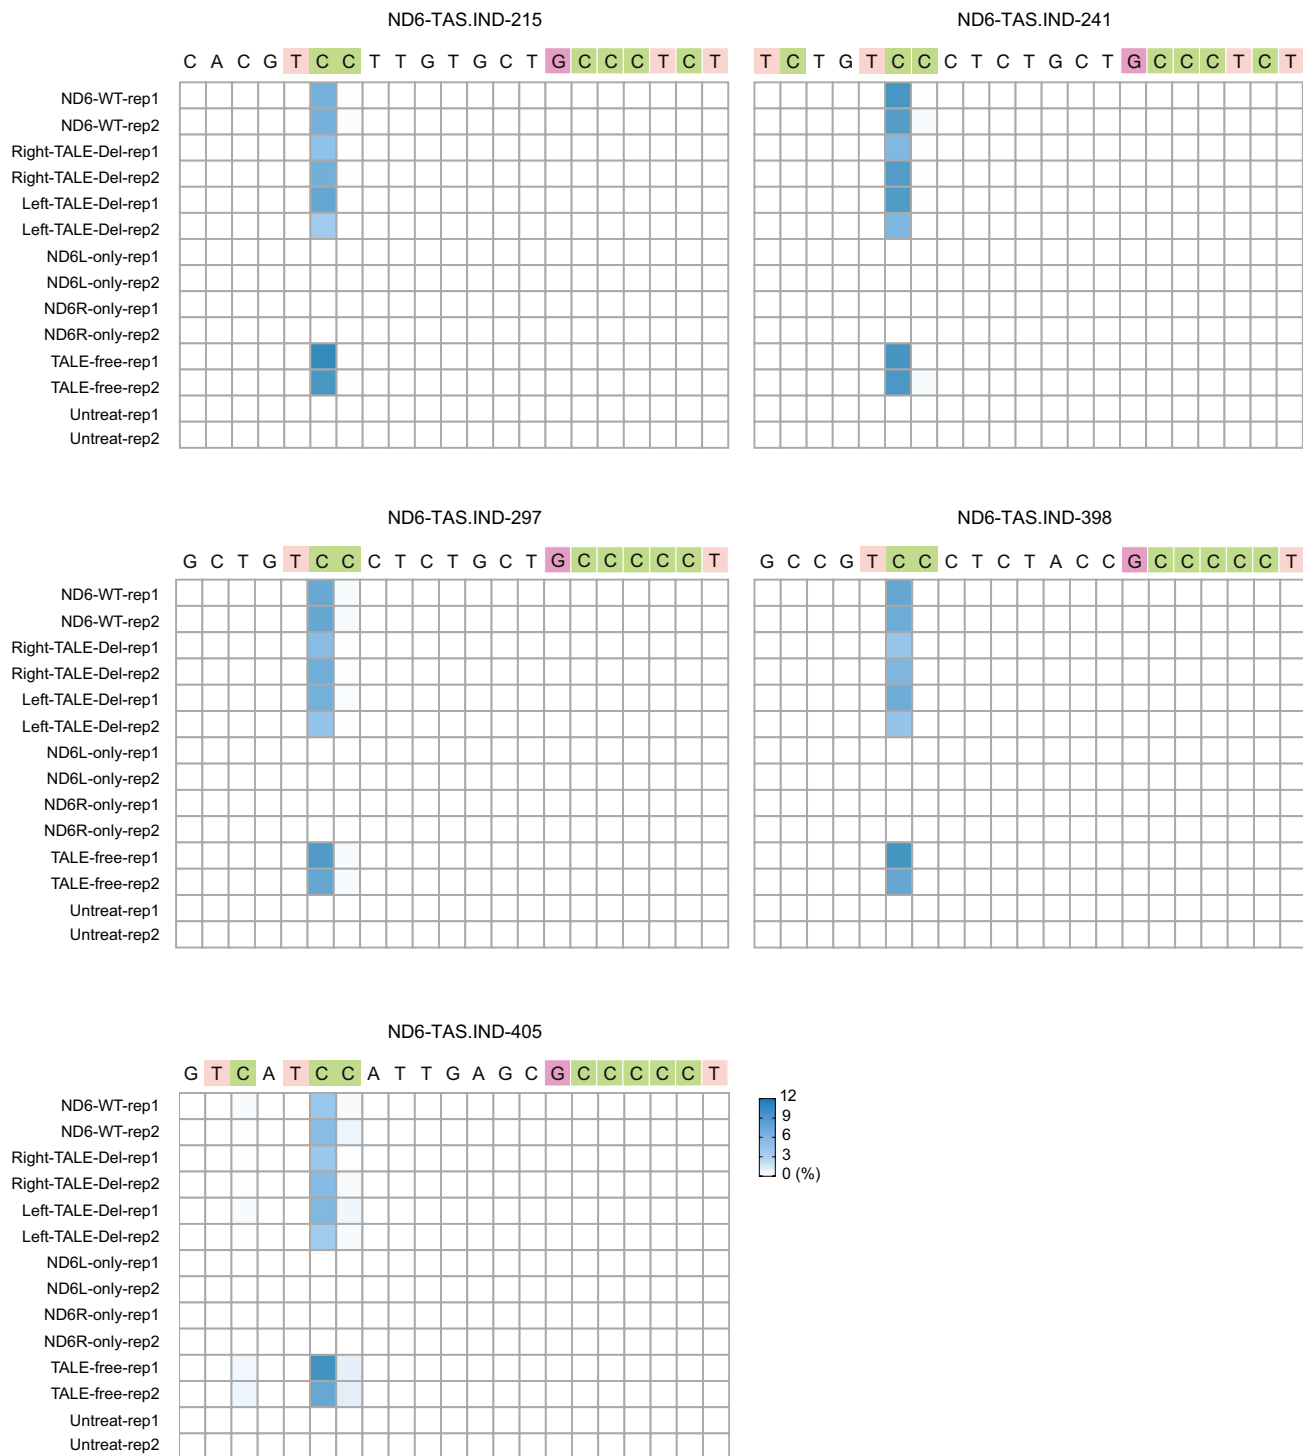 ND6-TAS.IND-215
C A C G T C C T T G T G C T G C C C T C T
ND6-WT-rep1
ND6-WT-rep2
Right-TALE-Del-rep1
Right-TALE-Del-rep2
Left-TALE-Del-rep1
Left-TALE-Del-rep2
ND6L-only-rep1
ND6L-only-rep2
ND6R-only-rep1
ND6R-only-rep2
TALE-free-rep1
TALE-free-rep2
Untreat-rep1
Untreat-rep2
ND6-TAS.IND-241
T C T G T C C C T C T G C T G C C C T C T
ND6-TAS.IND-297
G C T G T C C C T C T G C T G C C C C C T
ND6-WT-rep1
ND6-WT-rep2
Right-TALE-Del-rep1
Right-TALE-Del-rep2
Left-TALE-Del-rep1
Left-TALE-Del-rep2
ND6L-only-rep1
ND6L-only-rep2
ND6R-only-rep1
ND6R-only-rep2
TALE-free-rep1
TALE-free-rep2
Untreat-rep1
Untreat-rep2
ND6-TAS.IND-398
G C C G T C C C T C T A C C G C C C C C T
ND6-TAS.IND-405
G T C A T C C A T T G A G C G C C C C C T
ND6-WT-rep1
ND6-WT-rep2
Right-TALE-Del-rep1
Right-TALE-Del-rep2
Left-TALE-Del-rep1
Left-TALE-Del-rep2
ND6L-only-rep1
ND6L-only-rep2
ND6R-only-rep1
ND6R-only-rep2
TALE-free-rep1
TALE-free-rep2
Untreat-rep1
Untreat-rep2
12
9
6
3
0 (%)